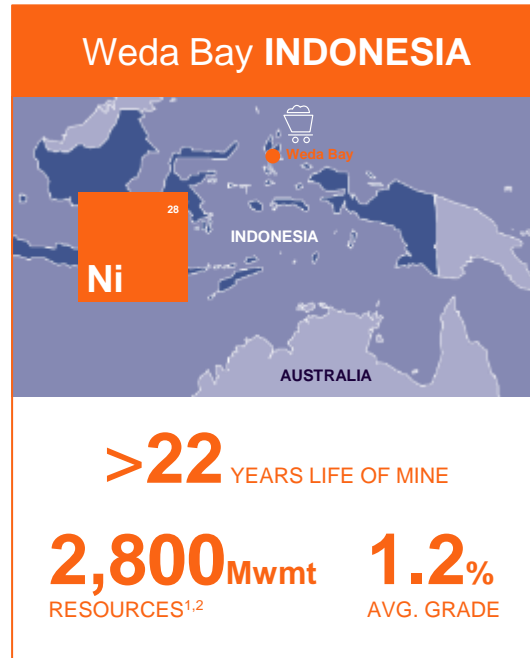 Weda Bay INDONESIA
Weda Bay
28
INDONESIA
Ni
AUSTRALIA
>22 YEARS LIFE OF MINE
2,800Mwmt
RESOURCES1,2
1.2%
AVG. GRADE